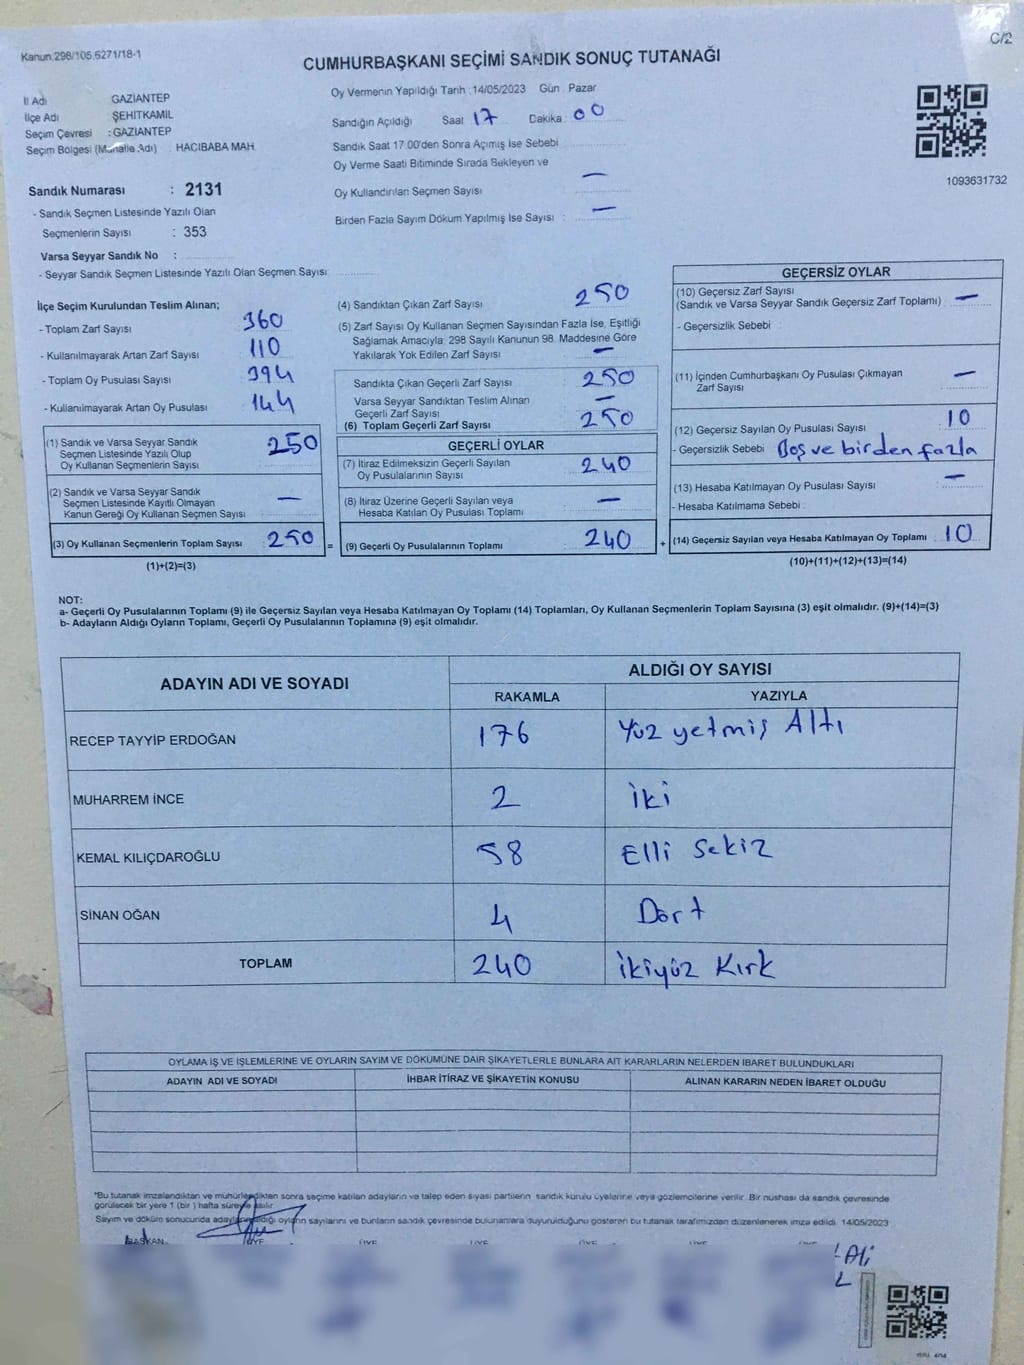 C/2
Kanun:298/105,6271/18-1
CUMHURBAŞKANI SEÇİMİ SANDIK SONUÇ TUTANAĞI
İl Adı GAZİANTEP
İlçe Adı ŞEHİTKAMİL
Seçim Çevresi : GAZİANTEP
Seçim Bölgesi (Mahalle Adı) : HACIBABA MAH.
Oy Vermenin Yapıldığı Tarih : 14/05/2023 Gün : Pazar
Sandığın Açıldığı Saat 17 Dakika 00
Sandık Saat 17:00'den Sonra Açımış İse Sebebi
Oy Verme Saati Bitiminde Sırada Bekleyen ve
Oy Kullandırılan Seçmen Sayısı —
Birden Fazla Sayım Döküm Yapılmış İse Sayısı : —
1093631732
Sandık Numarası : 2131
- Sandık Seçmen Listesinde Yazılı Olan
Seçmenlerin Sayısı : 353
Varsa Seyyar Sandık No :
- Seyyar Sandık Seçmen Listesinde Yazılı Olan Seçmen Sayısı:
İlçe Seçim Kurulundan Teslim Alınan;
- Toplam Zarf Sayısı 360
- Kullanılmayarak Artan Zarf Sayısı 110
- Toplam Oy Pusulası Sayısı 394
- Kullanılmayarak Artan Oy Pusulası 144
(1) Sandık ve Varsa Seyyar Sandık
Seçmen Listesinde Yazılı Olup
Oy Kullanan Seçmenlerin Sayısı 250
(2) Sandık ve Varsa Seyyar Sandık
Seçmen Listesinde Kayıtlı Olmayan
Kanun Gereği Oy Kullanan Seçmen Sayısı —
(3) Oy Kullanan Seçmenlerin Toplam Sayısı 250 =
(1)+(2)=(3)
(4) Sandıktan Çıkan Zarf Sayısı 250
(5) Zarf Sayısı Oy Kullanan Seçmen Sayısından Fazla İse, Eşitliği
Sağlamak Amacıyla; 298 Sayılı Kanunun 98. Maddesine Göre
Yakılarak Yok Edilen Zarf Sayısı —
Sandıkta Çıkan Geçerli Zarf Sayısı 250
Varsa Seyyar Sandıktan Teslim Alınan
Geçerli Zarf Sayısı —
(6) Toplam Geçerli Zarf Sayısı 250
GEÇERLİ OYLAR
(7) İtiraz Edilmeksizin Geçerli Sayılan
Oy Pusulalarının Sayısı 240
(8) İtiraz Üzerine Geçerli Sayılan veya
Hesaba Katılan Oy Pusulası Toplamı —
(9) Geçerli Oy Pusulalarının Toplamı 240 +
GEÇERSİZ OYLAR
(10) Geçersiz Zarf Sayısı
(Sandık ve Varsa Seyyar Sandık Geçersiz Zarf Toplamı) —
- Geçersizlik Sebebi :
(11) İçinden Cumhurbaşkanı Oy Pusulası Çıkmayan
Zarf Sayısı —
(12) Geçersiz Sayılan Oy Pusulası Sayısı 10
- Geçersizlik Sebebi Boş ve birden fazla
(13) Hesaba Katılmayan Oy Pusulası Sayısı —
- Hesaba Katılmama Sebebi :
(14) Geçersiz Sayılan veya Hesaba Katılmayan Oy Toplamı 10
(10)+(11)+(12)+(13)=(14)
NOT:
a- Geçerli Oy Pusulalarının Toplamı (9) ile Geçersiz Sayılan veya Hesaba Katılmayan Oy Toplamı (14) Toplamları, Oy Kullanan Seçmenlerin Toplam Sayısına (3) eşit olmalıdır. (9)+(14)=(3)
b- Adayların Aldığı Oyların Toplamı, Geçerli Oy Pusulalarının Toplamına (9) eşit olmalıdır.
ADAYIN ADI VE SOYADI ALDIĞI OY SAYISI
RAKAMLA YAZIYLA
RECEP TAYYİP ERDOĞAN 176 Yüz yetmiş Altı
MUHARREM İNCE 2 İki
KEMAL KILIÇDAROĞLU 58 Elli Sekiz
SİNAN OĞAN 4 Dört
TOPLAM 240 İkiyüz Kırk
OYLAMA İŞ VE İŞLEMLERİNE VE OYLARIN SAYIM VE DÖKÜMÜNE DAİR ŞİKAYETLERLE BUNLARA AİT KARARLARIN NELERDEN İBARET BULUNDUKLARI
ADAYIN ADI VE SOYADI İHBAR İTİRAZ VE ŞİKAYETİN KONUSU ALINAN KARARIN NEDEN İBARET OLDUĞU
*Bu tutanak imzalandıktan ve mühürlendikten sonra seçime katılan adayların ve talep eden siyasi partilerin sandık kurulu üyelerine veya gözlemcilerine verilir. Bir nüshası da sandık çevresinde
görülecek bir yere 1 (bir ) hafta süreyle asılır.
Sayım ve döküm sonucunda adayların aldığı oyların sayılarını ve bunların sandık çevresinde bulunanlara duyurulduğunu gösteren bu tutanak tarafımızdan düzenlenerek imza edildi. 14/05/2023
BAŞKAN ÜYE ÜYE ÜYE ÜYE
Ali